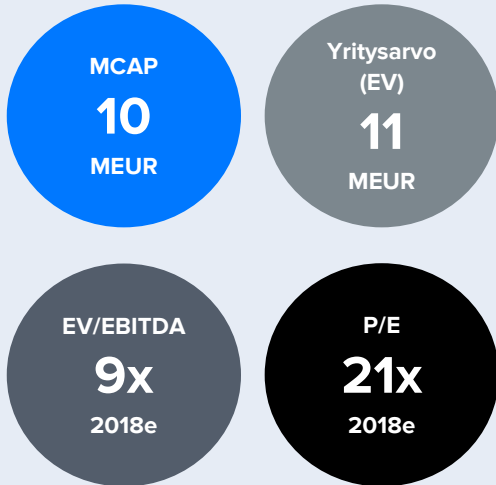 MCAP
10
MEUR
Yritysarvo
(EV)
11
MEUR
EV/EBITDA
9x
2018e
P/E
21x
2018e